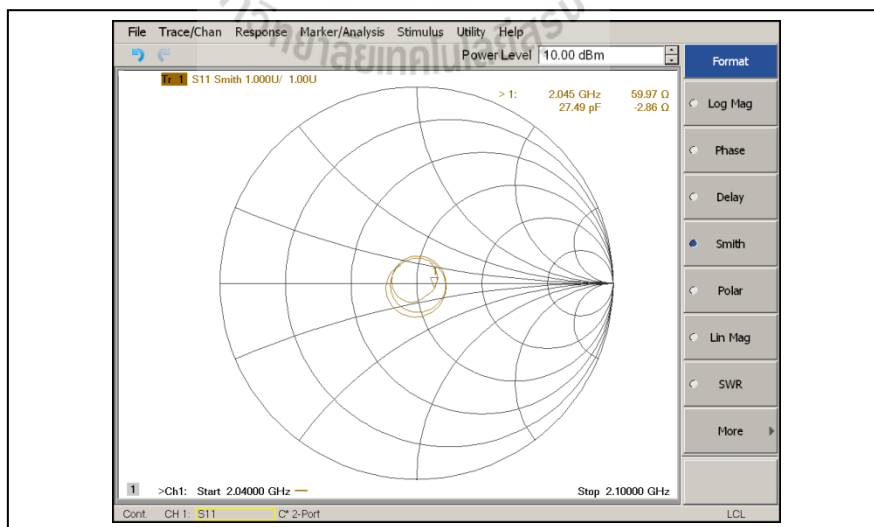 File Trace/Chan Response Marker/Analysis Stimulus Utility Help
Power Level 10.00 dBm
Tr 1 S11 Smith 1.000U/ 1.00U
> 1: 2.045 GHz 59.97 Ω
27.49 pF -2.86 Ω
1
Format
Log Mag
Phase
Delay
Smith
Polar
Lin Mag
SWR
More
1 >Ch1: Start 2.04000 GHz Stop 2.10000 GHz
Cont. CH 1: S11 C* 2-Port LCL